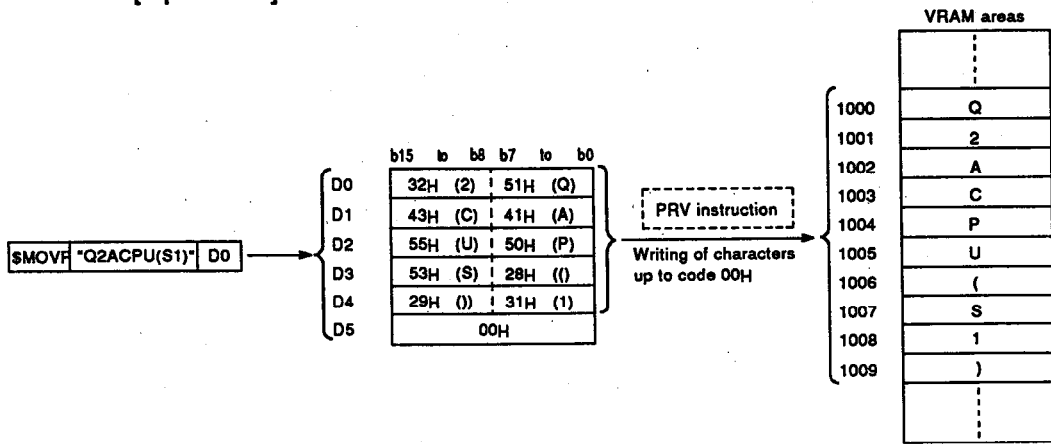 VRAM areas
$MOVP "Q2ACPU(S1)" D0
b15 to b8 b7 to b0
D0 32H (2) 51H (Q)
D1 43H (C) 41H (A)
D2 55H (U) 50H (P)
D3 53H (S) 28H (()
D4 29H ()) 31H (1)
D5 00H
PRV instruction
Writing of characters
up to code 00H
1000 Q
1001 2
1002 A
1003 C
1004 P
1005 U
1006 (
1007 S
1008 1
1009 )